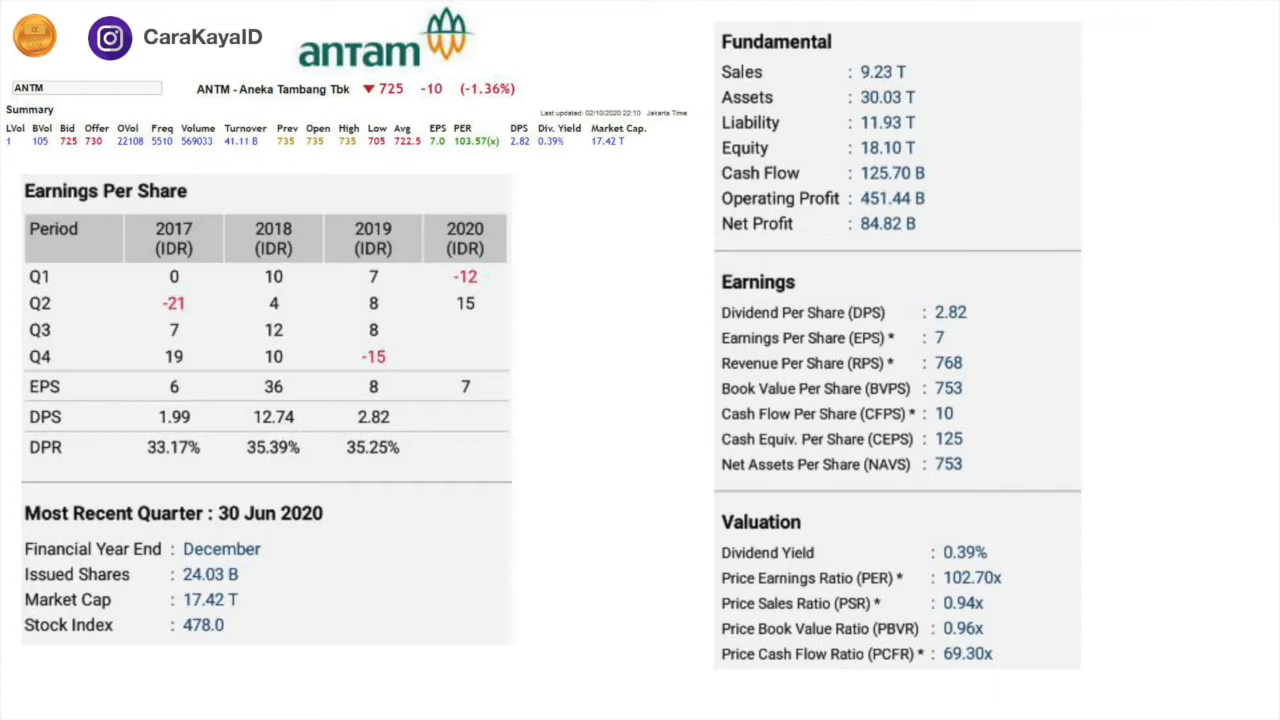 CaraKayaID
antam
ANTM
ANTM - Aneka Tambang Tbk ▼ 725 -10 (-1.36%)
Summary
Last updated: 02/10/2020 22:10 Jakarta Time
LVol BVol Bid Offer OVol Freq Volume Turnover Prev Open High Low Avg EPS PER DPS Div. Yield Market Cap.
1 105 725 730 22108 5510 569033 41.11 B 735 735 735 705 722.5 7.0 103.57(x) 2.82 0.39% 17.42 T
Earnings Per Share
Period 2017 (IDR) 2018 (IDR) 2019 (IDR) 2020 (IDR)
Q1 0 10 7 -12
Q2 -21 4 8 15
Q3 7 12 8
Q4 19 10 -15
EPS 6 36 8 7
DPS 1.99 12.74 2.82
DPR 33.17% 35.39% 35.25%
Most Recent Quarter : 30 Jun 2020
Financial Year End : December
Issued Shares : 24.03 B
Market Cap : 17.42 T
Stock Index : 478.0
Fundamental
Sales : 9.23 T
Assets : 30.03 T
Liability : 11.93 T
Equity : 18.10 T
Cash Flow : 125.70 B
Operating Profit : 451.44 B
Net Profit : 84.82 B
Earnings
Dividend Per Share (DPS) : 2.82
Earnings Per Share (EPS) * : 7
Revenue Per Share (RPS) * : 768
Book Value Per Share (BVPS) : 753
Cash Flow Per Share (CFPS) * : 10
Cash Equiv. Per Share (CEPS) : 125
Net Assets Per Share (NAVS) : 753
Valuation
Dividend Yield : 0.39%
Price Earnings Ratio (PER) * : 102.70x
Price Sales Ratio (PSR) * : 0.94x
Price Book Value Ratio (PBVR) : 0.96x
Price Cash Flow Ratio (PCFR) * : 69.30x